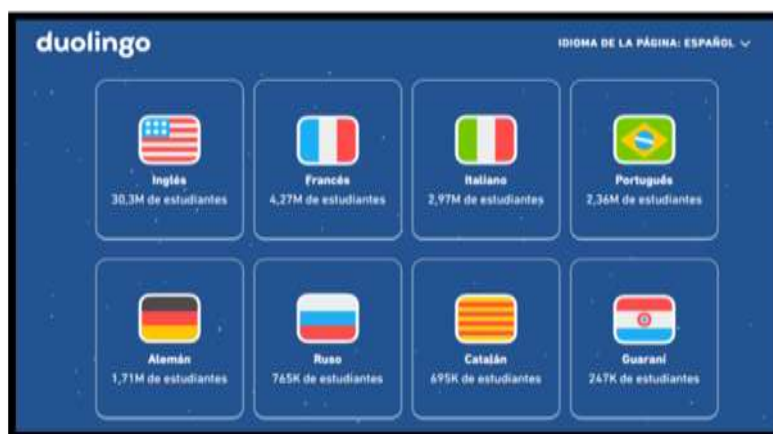 duolingo
IDIOMA DE LA PÁGINA: ESPAÑOL
Inglés
30,3M de estudiantes
Francés
4,27M de estudiantes
Italiano
2,97M de estudiantes
Portugués
2,36M de estudiantes
Alemán
1,71M de estudiantes
Ruso
765K de estudiantes
Catalán
695K de estudiantes
Guaraní
247K de estudiantes